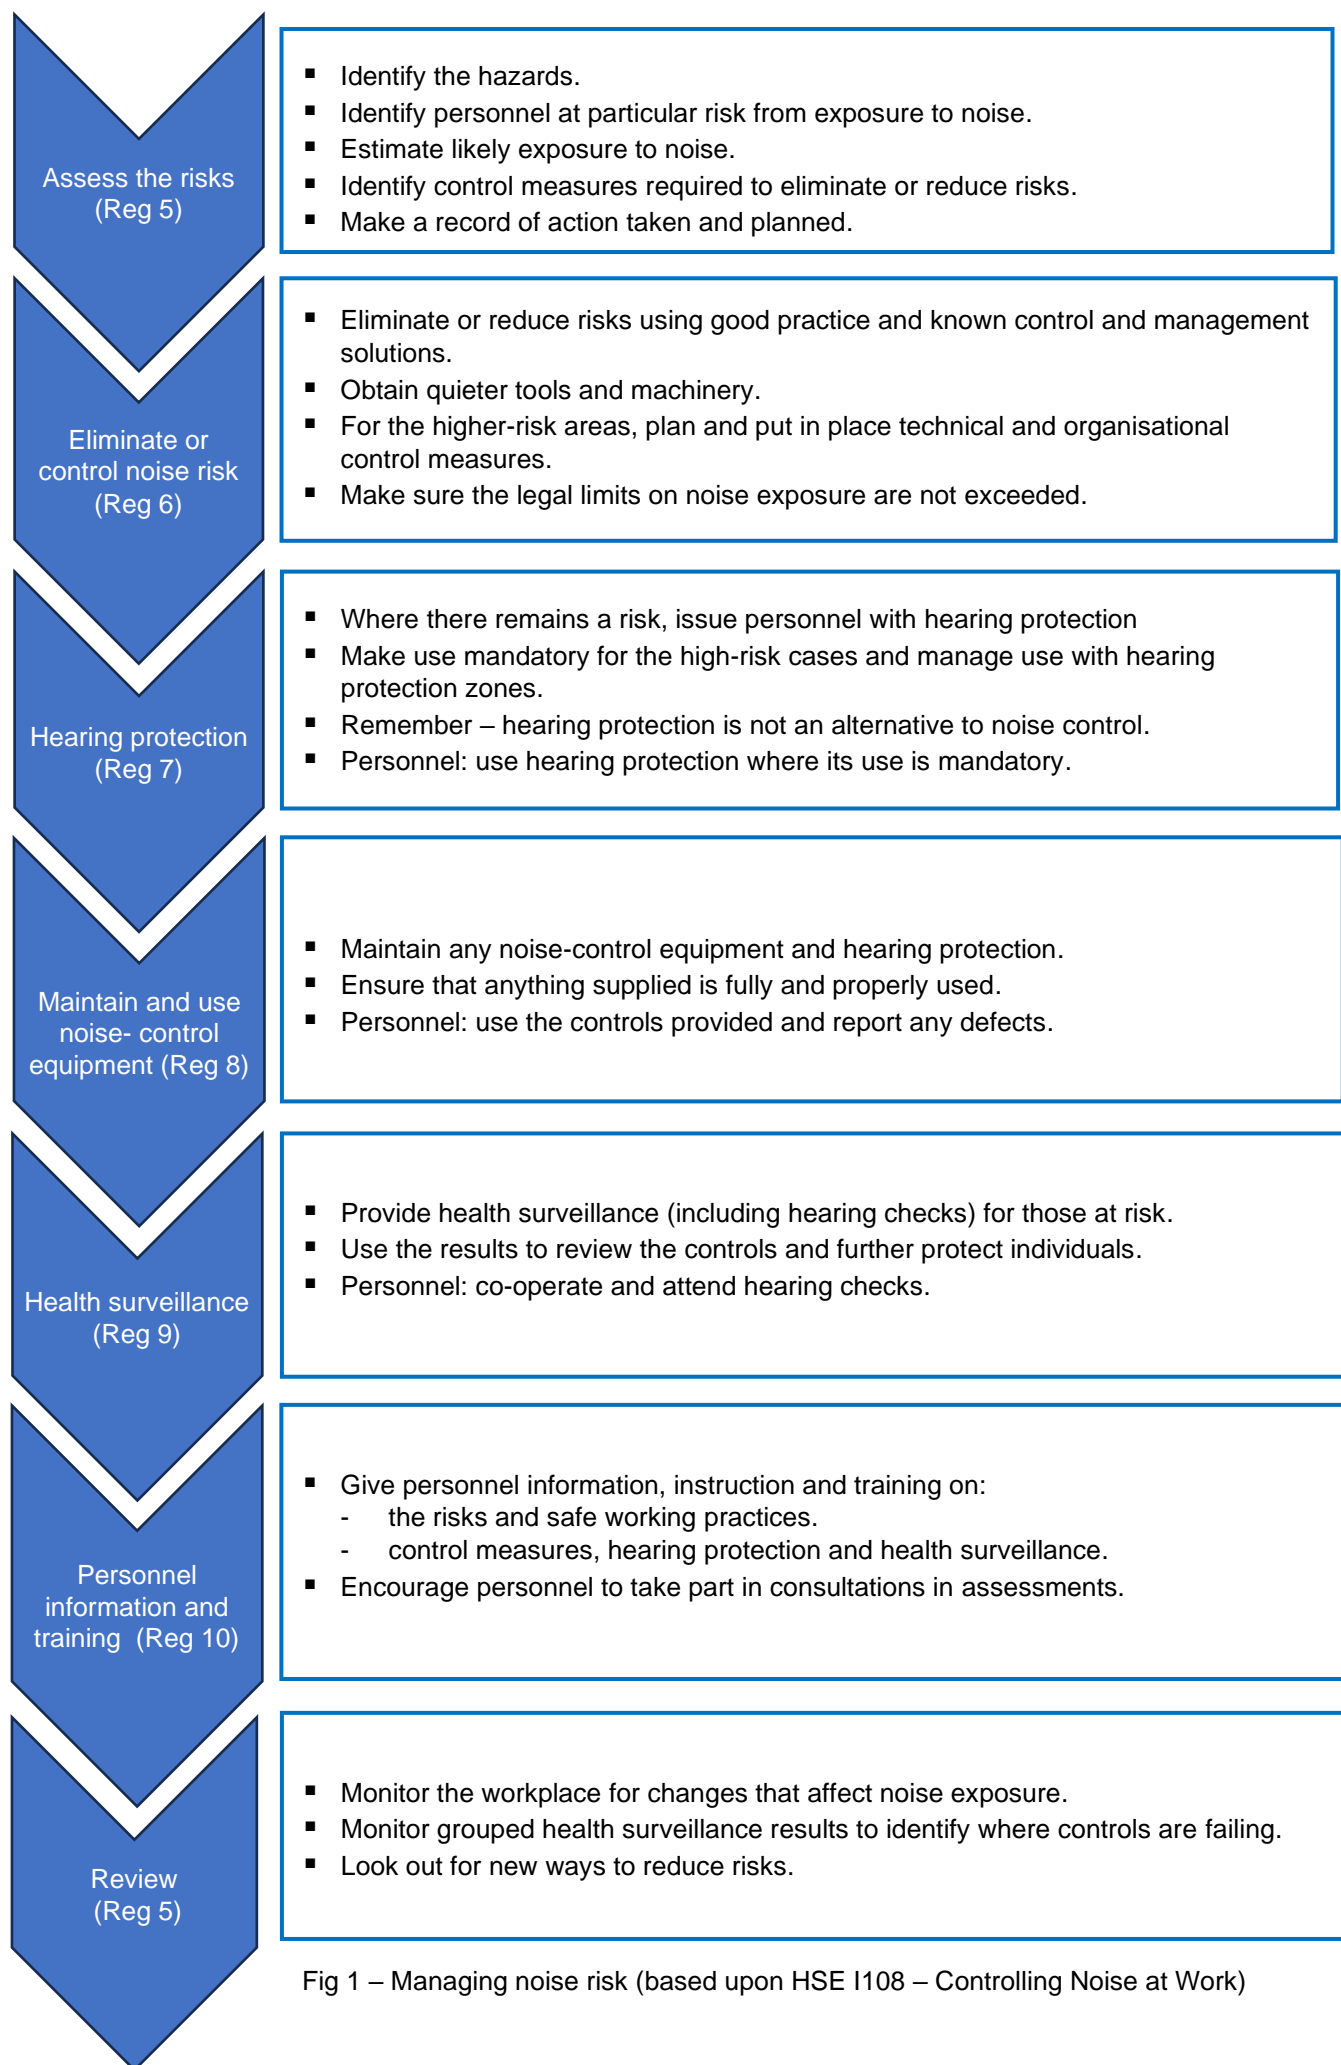 Assess the risks
(Reg 5)
▪ Identify the hazards.
▪ Identify personnel at particular risk from exposure to noise.
▪ Estimate likely exposure to noise.
▪ Identify control measures required to eliminate or reduce risks.
▪ Make a record of action taken and planned.
Eliminate or
control noise risk
(Reg 6)
▪ Eliminate or reduce risks using good practice and known control and management
solutions.
▪ Obtain quieter tools and machinery.
▪ For the higher-risk areas, plan and put in place technical and organisational
control measures.
▪ Make sure the legal limits on noise exposure are not exceeded.
Hearing protection
(Reg 7)
▪ Where there remains a risk, issue personnel with hearing protection
▪ Make use mandatory for the high-risk cases and manage use with hearing
protection zones.
▪ Remember – hearing protection is not an alternative to noise control.
▪ Personnel: use hearing protection where its use is mandatory.
Maintain and use
noise- control
equipment (Reg 8)
▪ Maintain any noise-control equipment and hearing protection.
▪ Ensure that anything supplied is fully and properly used.
▪ Personnel: use the controls provided and report any defects.
Health surveillance
(Reg 9)
▪ Provide health surveillance (including hearing checks) for those at risk.
▪ Use the results to review the controls and further protect individuals.
▪ Personnel: co-operate and attend hearing checks.
Personnel
information and
training  (Reg 10)
▪ Give personnel information, instruction and training on:
- the risks and safe working practices.
- control measures, hearing protection and health surveillance.
▪ Encourage personnel to take part in consultations in assessments.
Review
(Reg 5)
▪ Monitor the workplace for changes that affect noise exposure.
▪ Monitor grouped health surveillance results to identify where controls are failing.
▪ Look out for new ways to reduce risks.
Fig 1 – Managing noise risk (based upon HSE I108 – Controlling Noise at Work)